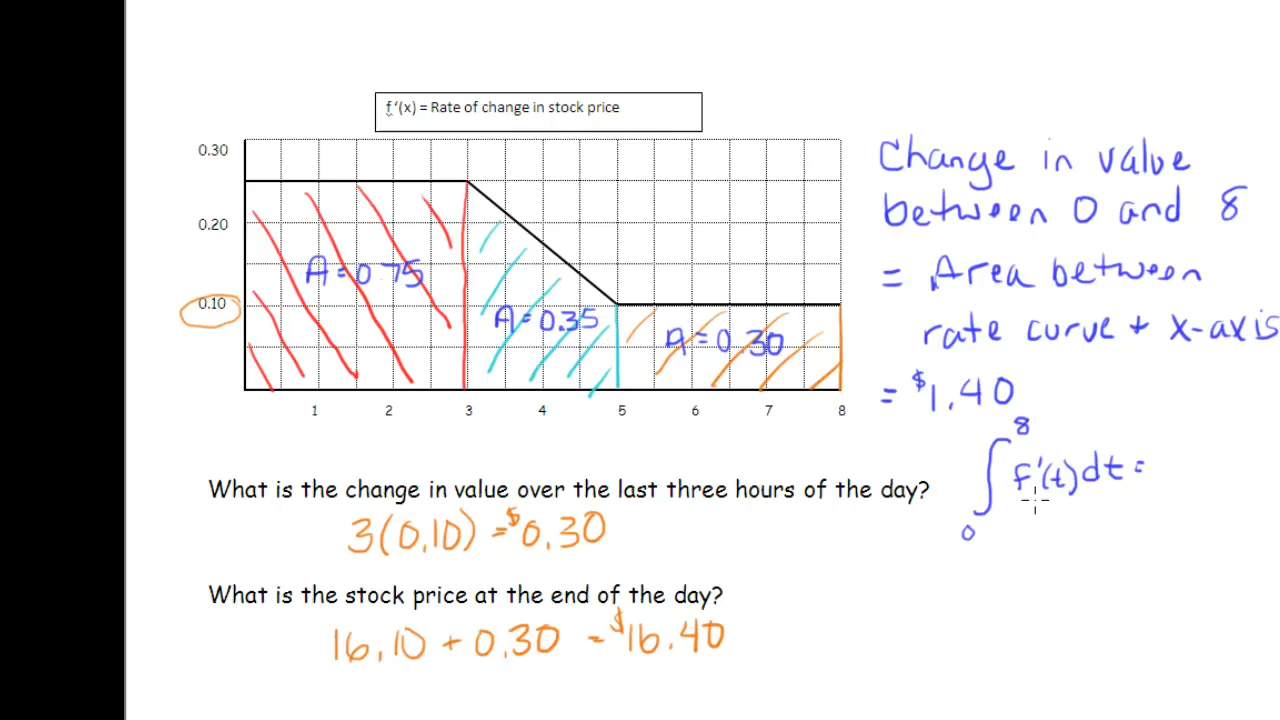 f '(x) = Rate of change in stock price
0.30
0.20
0.10
A = 0.75
A = 0.35
A = 0.30
1 2 3 4 5 6 7 8
Change in value
between 0 and 8
= Area between
rate curve + x-axis
= $1.40
∫₀⁸ f'(t)dt =
What is the change in value over the last three hours of the day?
3(0.10) = $0.30
What is the stock price at the end of the day?
16.10 + 0.30 = $16.40